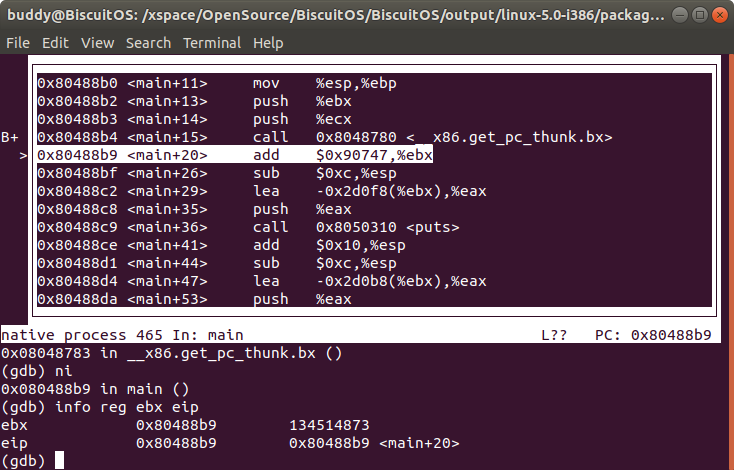 buddy@BiscuitOS: /xspace/OpenSource/BiscuitOS/BiscuitOS/output/linux-5.0-i386/packag...
File Edit View Search Terminal Help
0x80488b0 <main+11> mov %esp,%ebp
0x80488b2 <main+13> push %ebx
0x80488b3 <main+14> push %ecx
B+ 0x80488b4 <main+15> call 0x8048780 <__x86.get_pc_thunk.bx>
> 0x80488b9 <main+20> add $0x90747,%ebx
0x80488bf <main+26> sub $0xc,%esp
0x80488c2 <main+29> lea -0x2d0f8(%ebx),%eax
0x80488c8 <main+35> push %eax
0x80488c9 <main+36> call 0x8050310 <puts>
0x80488ce <main+41> add $0x10,%esp
0x80488d1 <main+44> sub $0xc,%esp
0x80488d4 <main+47> lea -0x2d0b8(%ebx),%eax
0x80488da <main+53> push %eax
native process 465 In: main L?? PC: 0x80488b9
0x08048783 in __x86.get_pc_thunk.bx ()
(gdb) ni
0x080488b9 in main ()
(gdb) info reg ebx eip
ebx 0x80488b9 134514873
eip 0x80488b9 0x80488b9 <main+20>
(gdb)